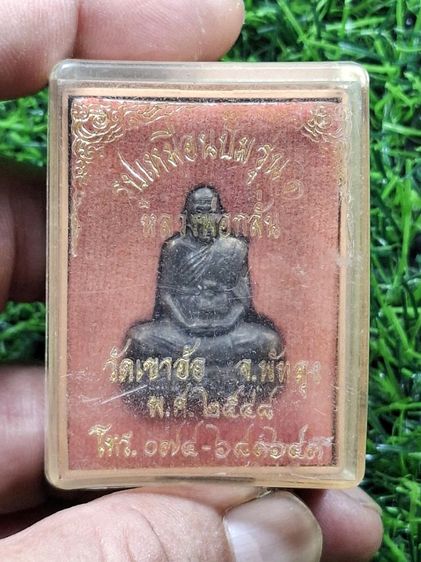 รูปเหมือนปั๊ม รุ่น ๑
หลวงพ่อกลั่น
วัดเขาอ้อ จ.พัทลุง
พ.ศ. ๒๕๔๘
โทร. ๐๗๔-